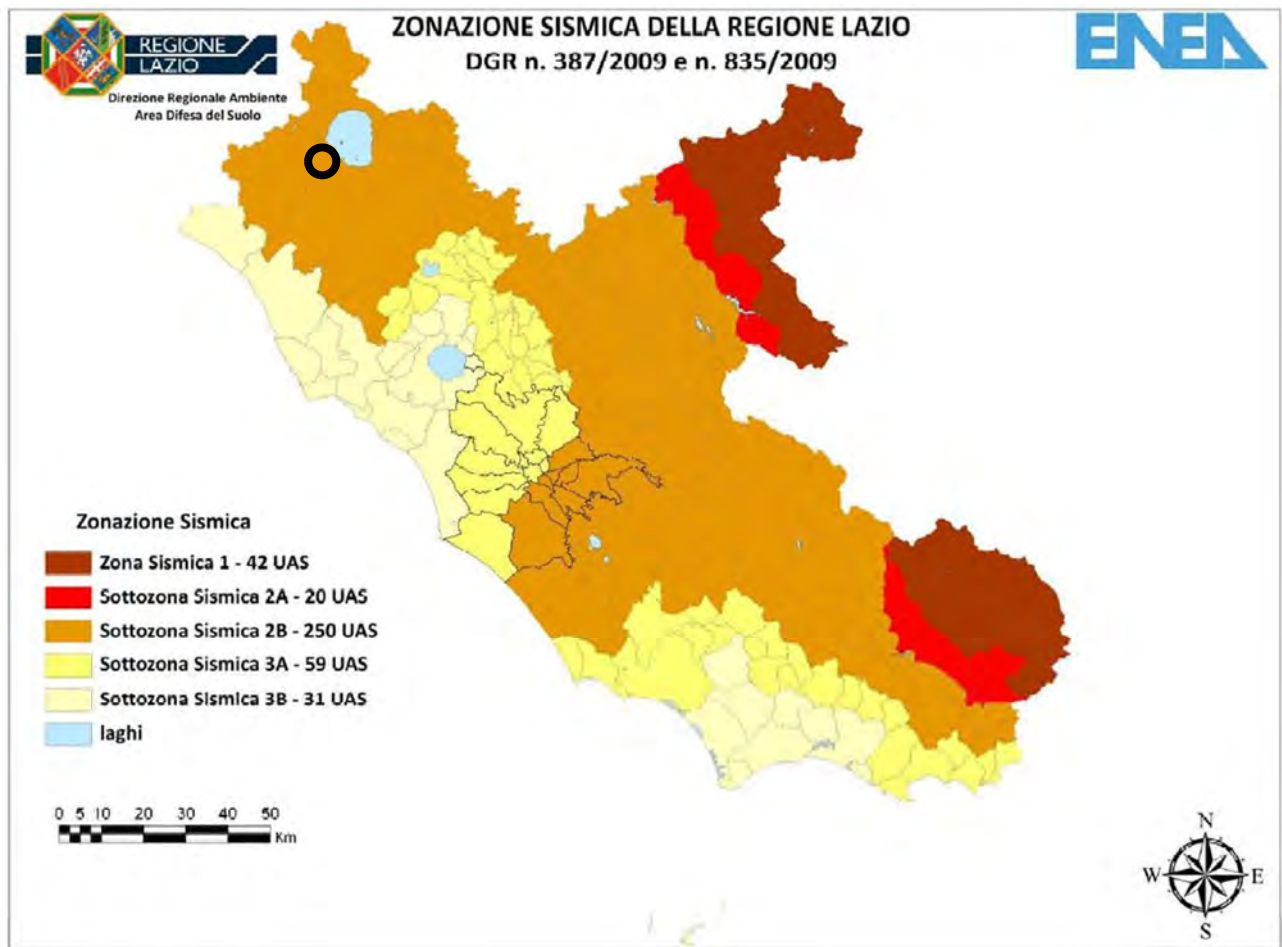 REGIONE
LAZIO
Direzione Regionale Ambiente
Area Difesa del Suolo
ZONAZIONE SISMICA DELLA REGIONE LAZIO
DGR n. 387/2009 e n. 835/2009
ENEA
Zonazione Sismica
Zona Sismica 1 - 42 UAS
Sottozona Sismica 2A - 20 UAS
Sottozona Sismica 2B - 250 UAS
Sottozona Sismica 3A - 59 UAS
Sottozona Sismica 3B - 31 UAS
laghi
0 5 10 20 30 40 50
Km
N
W E
S